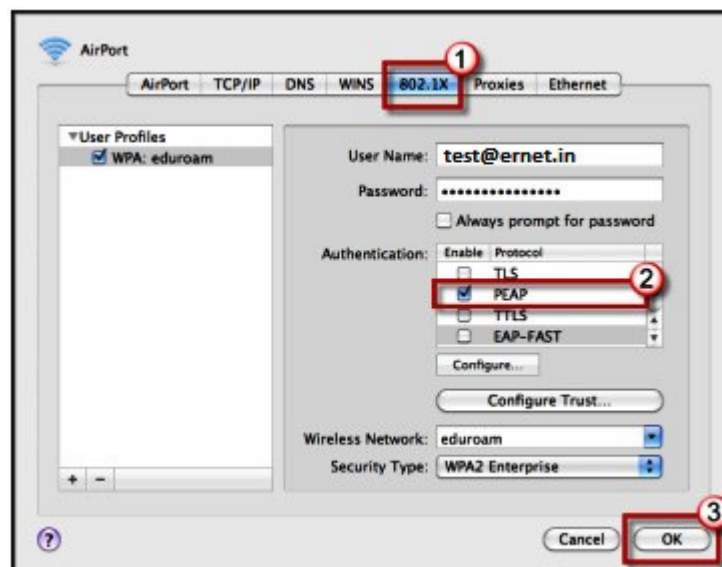 AirPort
1
AirPort TCP/IP DNS WINS 802.1X Proxies Ethernet
User Profiles
WPA: eduroam
User Name: test@ernet.in
Password: •••••••••••••••
Always prompt for password
Authentication: Enable Protocol
TLS
2
PEAP
TTLS
EAP-FAST
Configure...
Configure Trust...
Wireless Network: eduroam
Security Type: WPA2 Enterprise
+ −
3
? Cancel OK